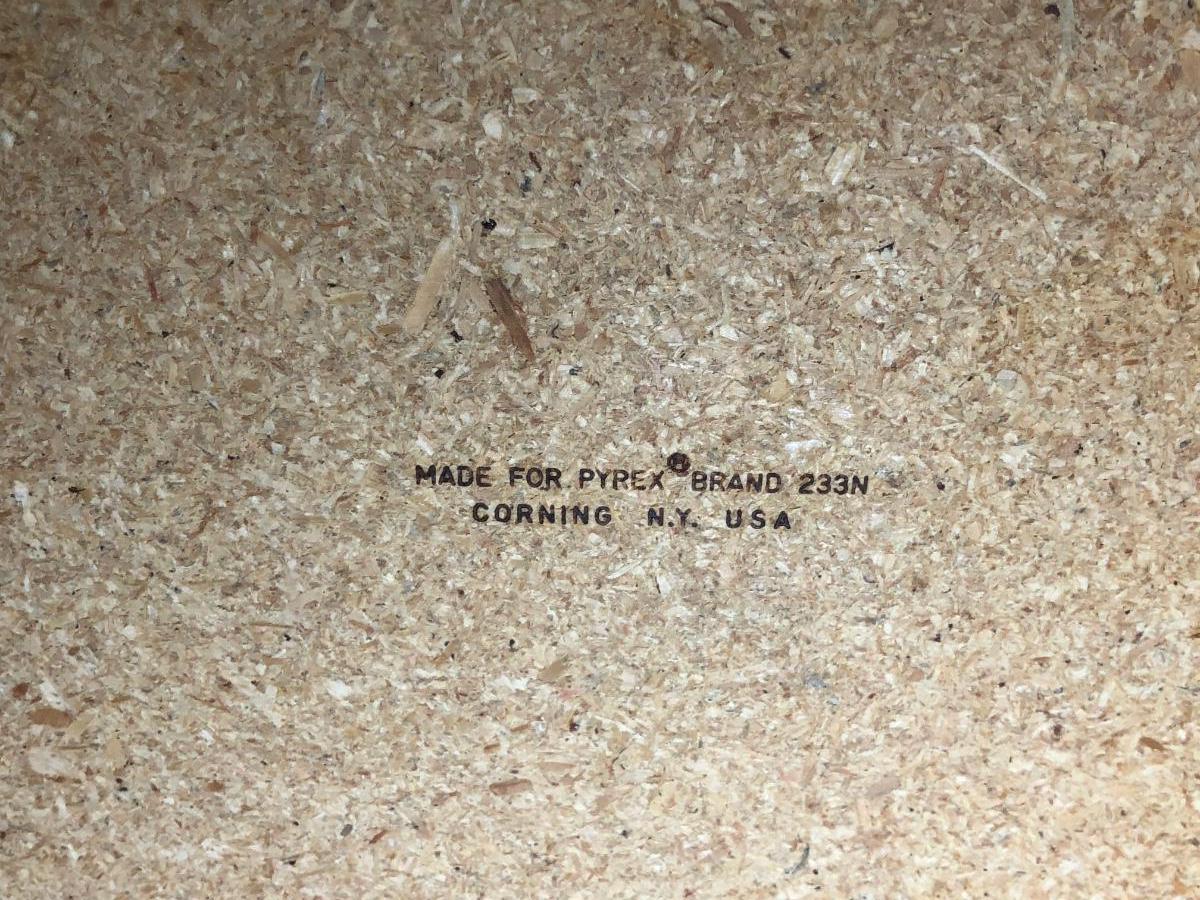 MADE FOR PYREX® BRAND 233N
CORNING N.Y. USA